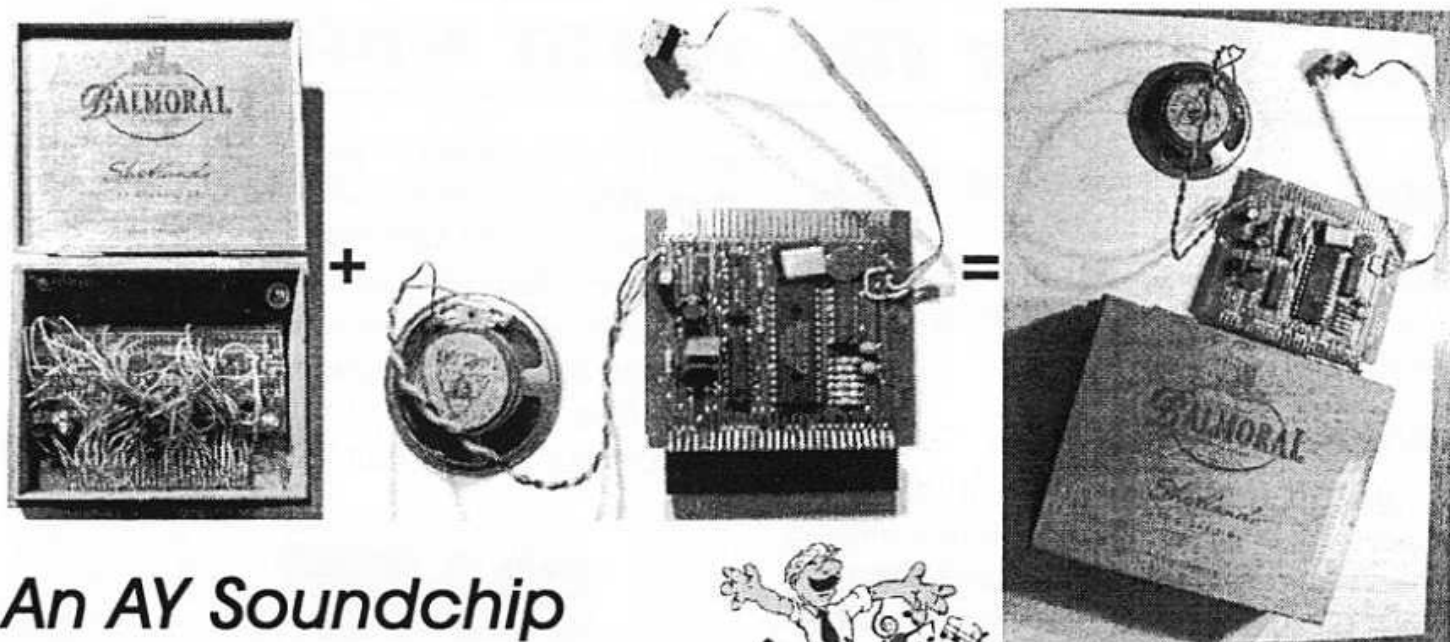 BALMORAL
Shetlands
+
=
BALMORAL
Shetlands
An AY Soundchip